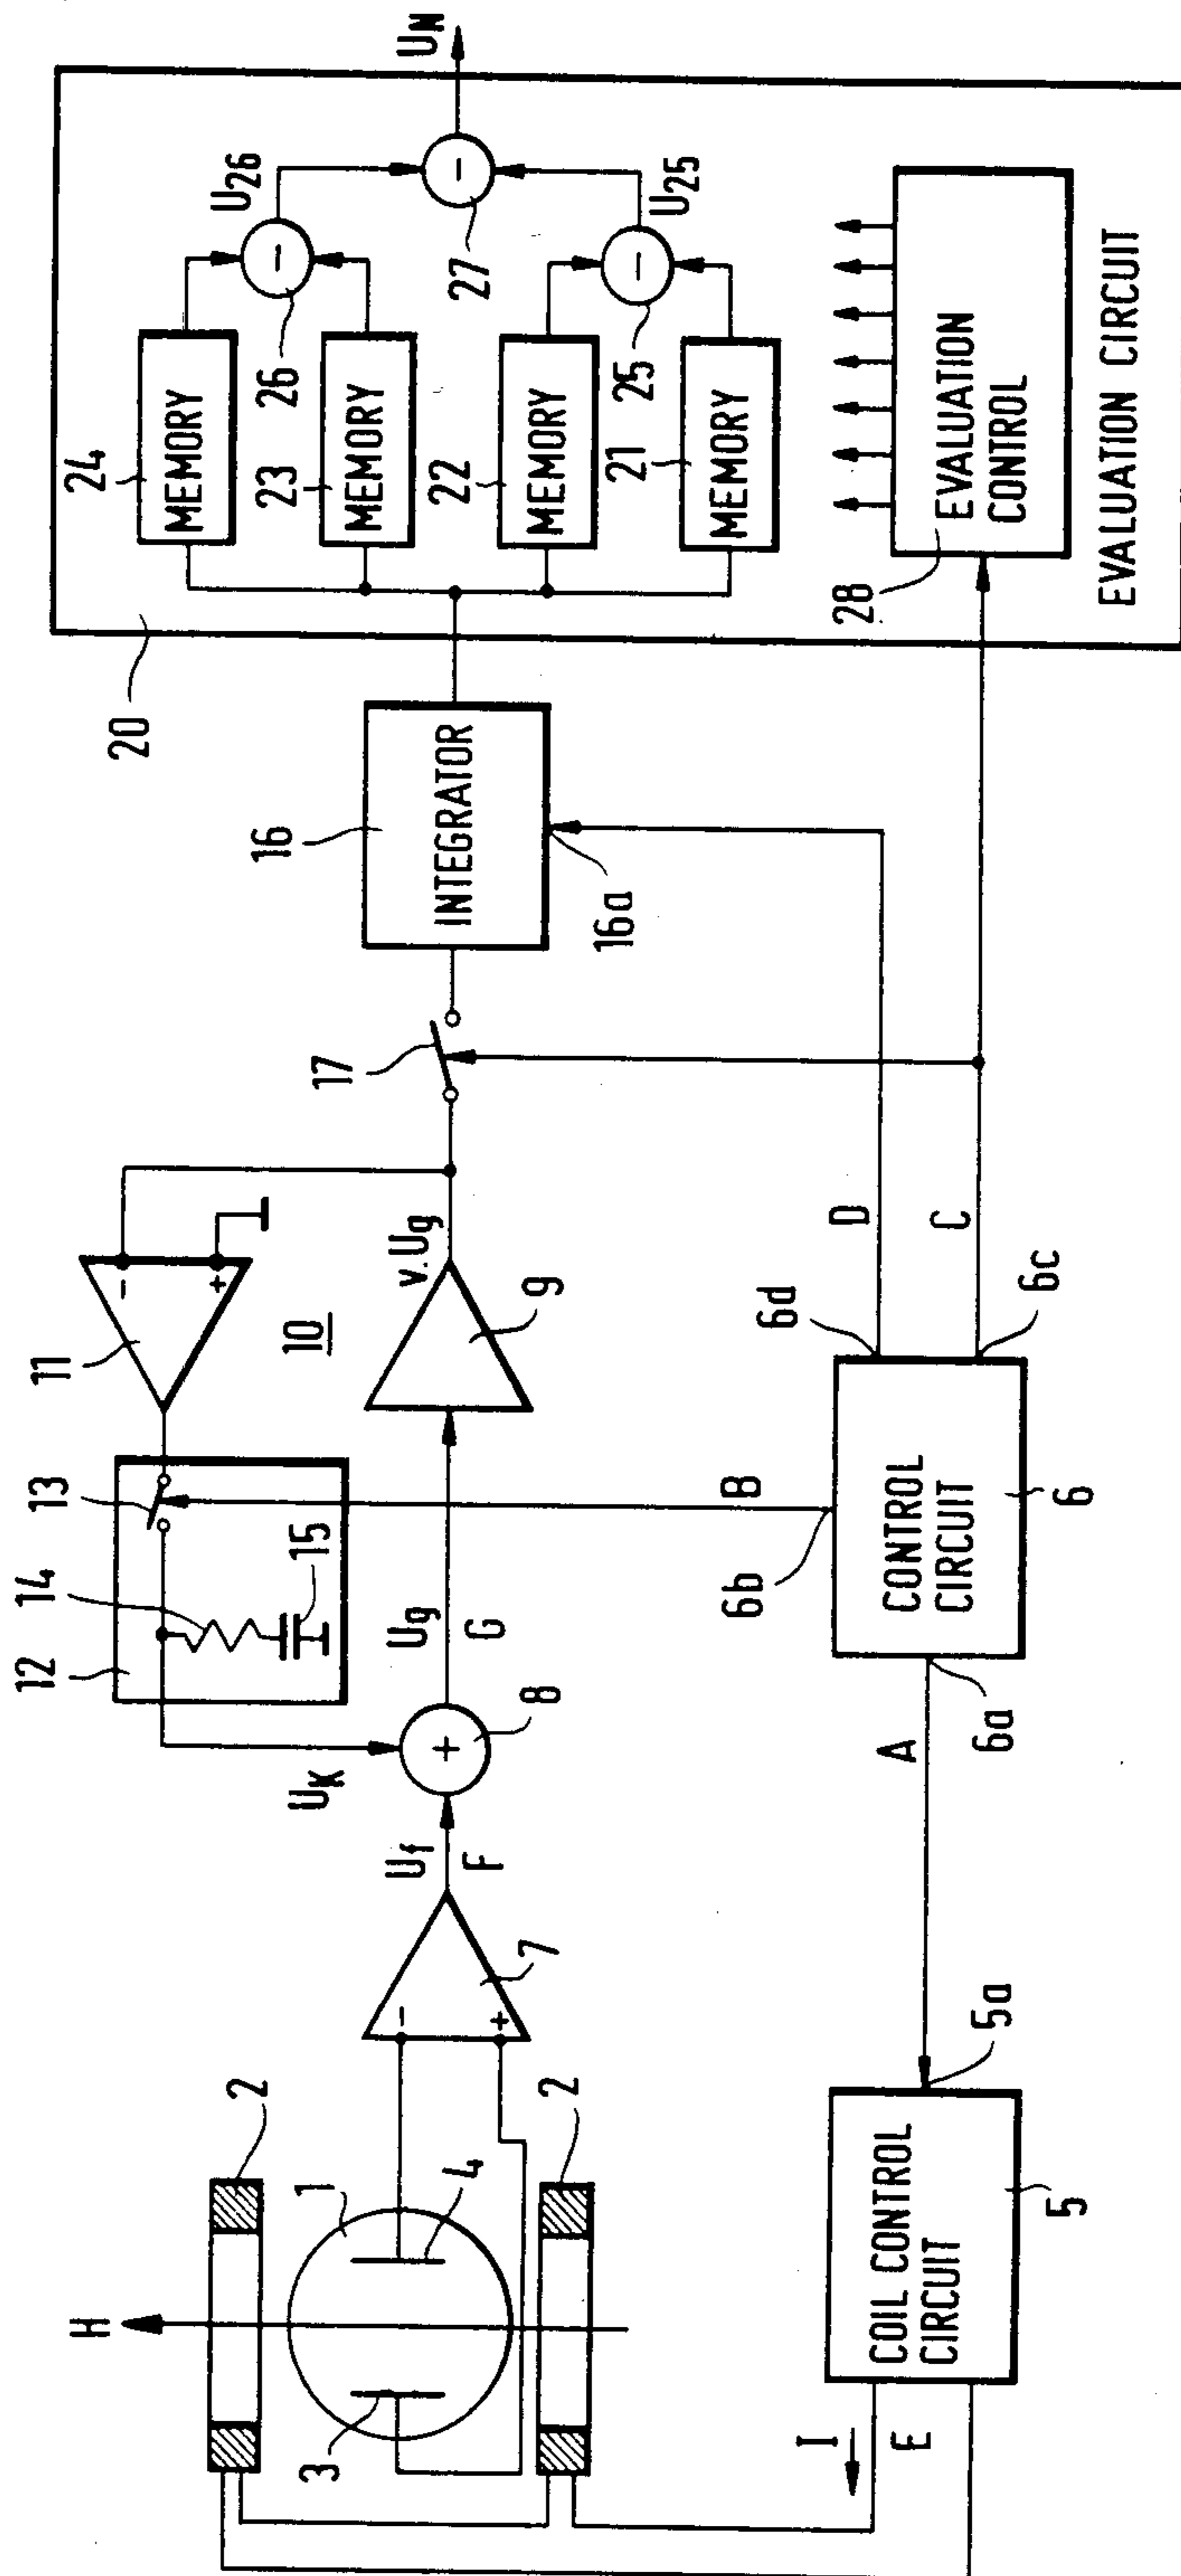 H
2
1
4
2
3
I
E
COIL CONTROL
CIRCUIT
5a
5
7
-
+
Uf
F
UK
8
+
Ug
G
12
14
13
15
11
-
+
10
v.Ug
9
A
6a
6b
B
CONTROL
CIRCUIT
6
6d
6c
D
C
17
16
INTEGRATOR
16a
20
24
MEMORY
23
MEMORY
22
MEMORY
21
MEMORY
26
-
U26
25
-
U25
27
-
UN
28
EVALUATION
CONTROL
EVALUATION CIRCUIT